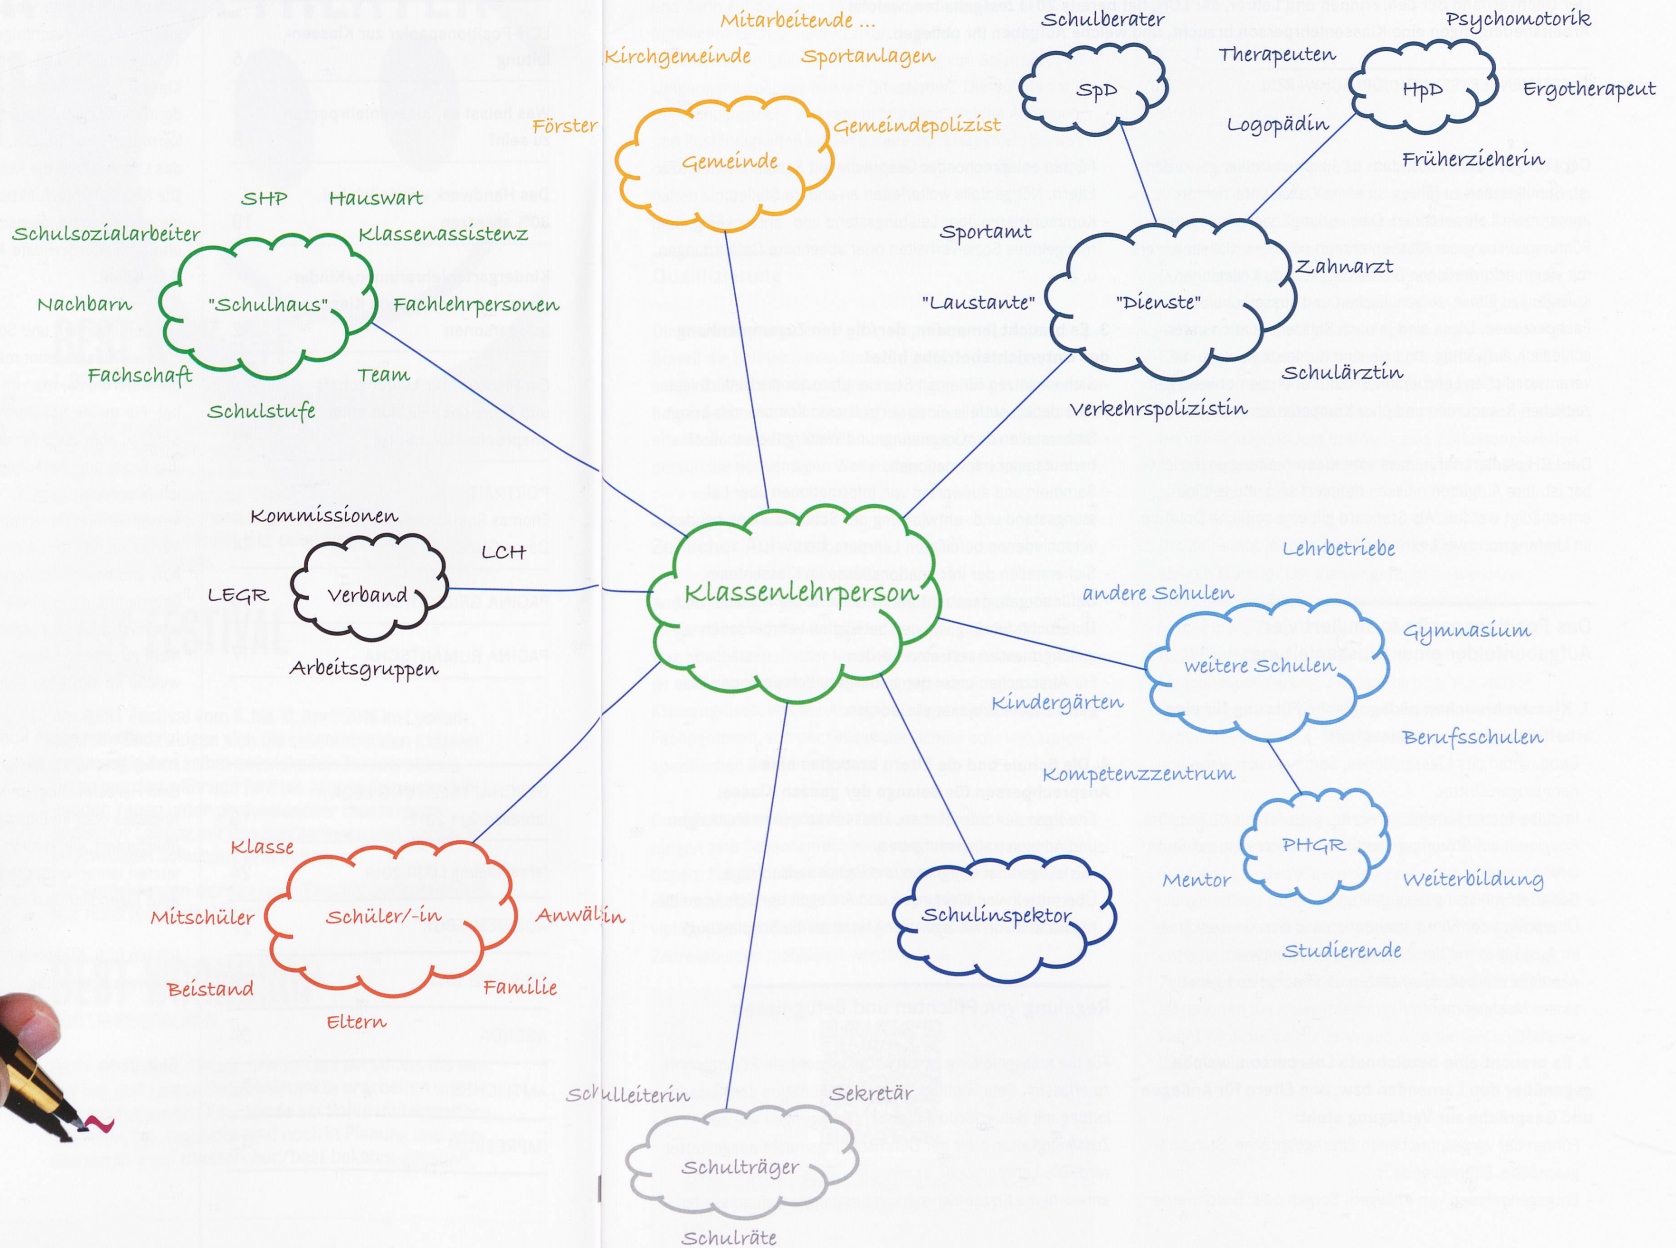 Mitarbeitende ...
Kirchgemeinde
Sportanlagen
Förster
Gemeindepolizist
Gemeinde
Schulberater
SpD
Psychomotorik
Therapeuten
HpD
Ergotherapeut
Logopädin
Früherzieherin
SHP
Hauswart
Schulsozialarbeiter
Klassenassistenz
Nachbarn
"Schulhaus"
Fachlehrpersonen
Fachschaft
Team
Schulstufe
Sportamt
Zahnarzt
"Laustante"
"Dienste"
Schulärztin
Verkehrspolizistin
Kommissionen
LCH
LEGR
Verband
Arbeitsgruppen
Klassenlehrperson
Lehrbetriebe
andere Schulen
Gymnasium
weitere Schulen
Kindergärten
Berufsschulen
Kompetenzzentrum
PHGR
Mentor
Weiterbildung
Studierende
Klasse
Mitschüler
Schüler/-in
Anwältin
Beistand
Familie
Eltern
Schulinspektor
Schulleiterin
Sekretär
Schulträger
Schulräte